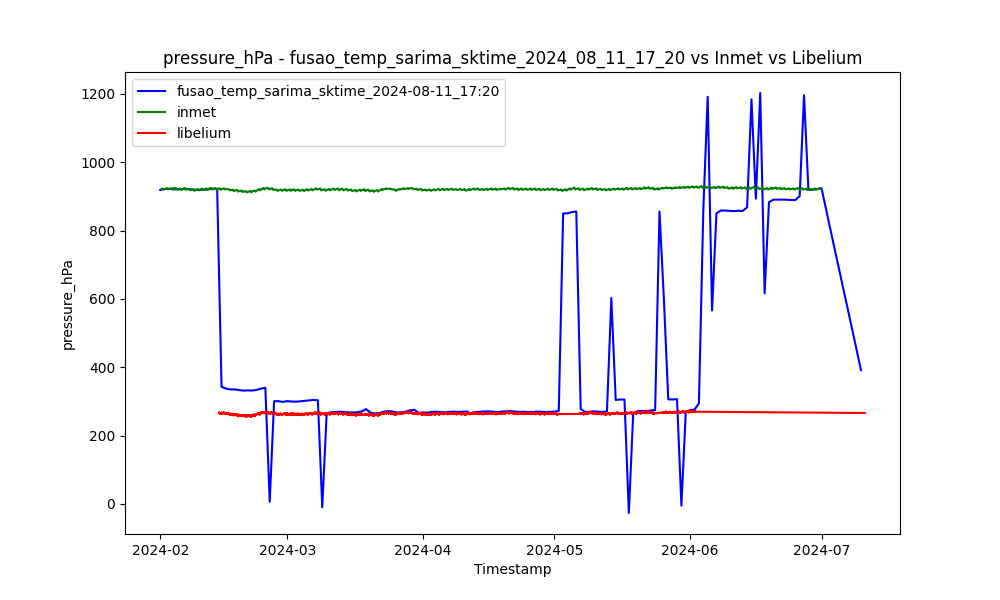 pressure_hPa - fusao_temp_sarima_sktime_2024_08_11_17_20 vs Inmet vs Libelium
fusao_temp_sarima_sktime_2024-08-11_17:20
inmet
libelium
1200
1000
800
600
400
200
0
pressure_hPa
2024-02 2024-03 2024-04 2024-05 2024-06 2024-07
Timestamp